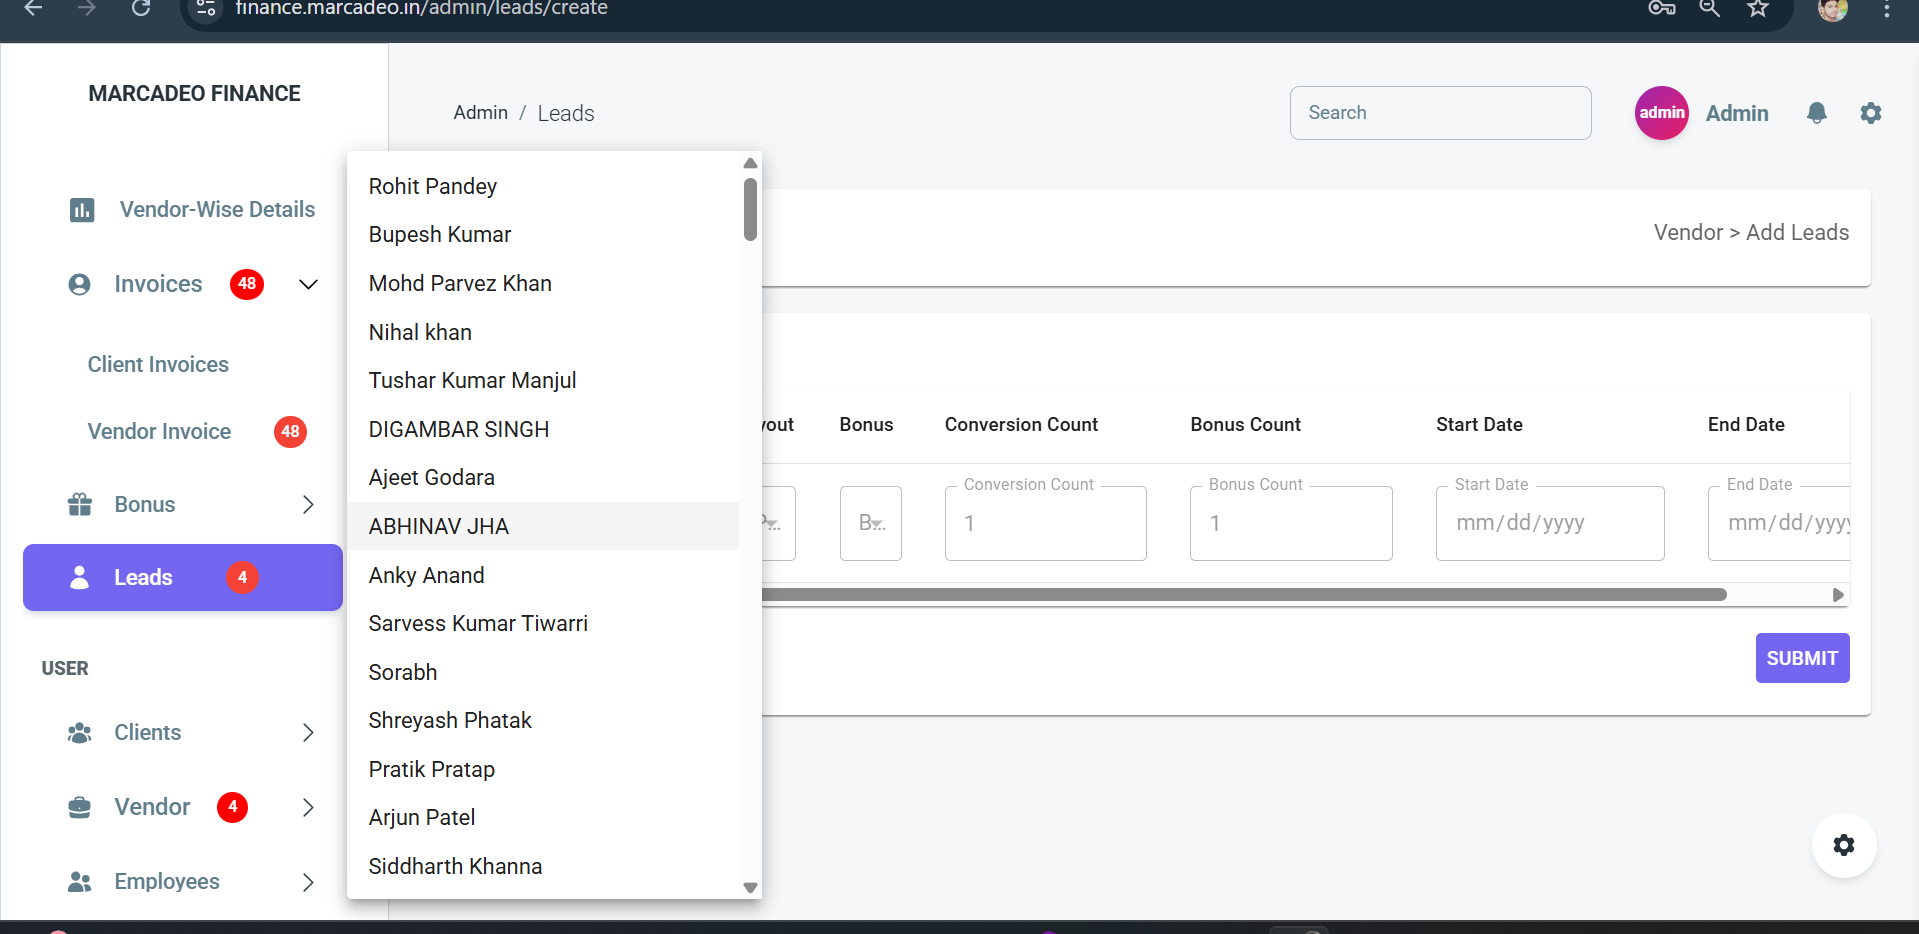 finance.marcadeo.in/admin/leads/create
MARCADEO FINANCE
Admin / Leads
Search
admin
Admin
Vendor-Wise Details
Invoices 48
Client Invoices
Vendor Invoice 48
Bonus
Leads 4
USER
Clients
Vendor 4
Employees
Rohit Pandey
Bupesh Kumar
Mohd Parvez Khan
Nihal khan
Tushar Kumar Manjul
DIGAMBAR SINGH
Ajeet Godara
ABHINAV JHA
Anky Anand
Sarvess Kumar Tiwarri
Sorabh
Shreyash Phatak
Pratik Pratap
Arjun Patel
Siddharth Khanna
Vendor > Add Leads
yout Bonus Conversion Count Bonus Count Start Date End Date
Conversion Count Bonus Count Start Date End Date
B... 1 1 mm/dd/yyyy mm/dd/yyyy
SUBMIT